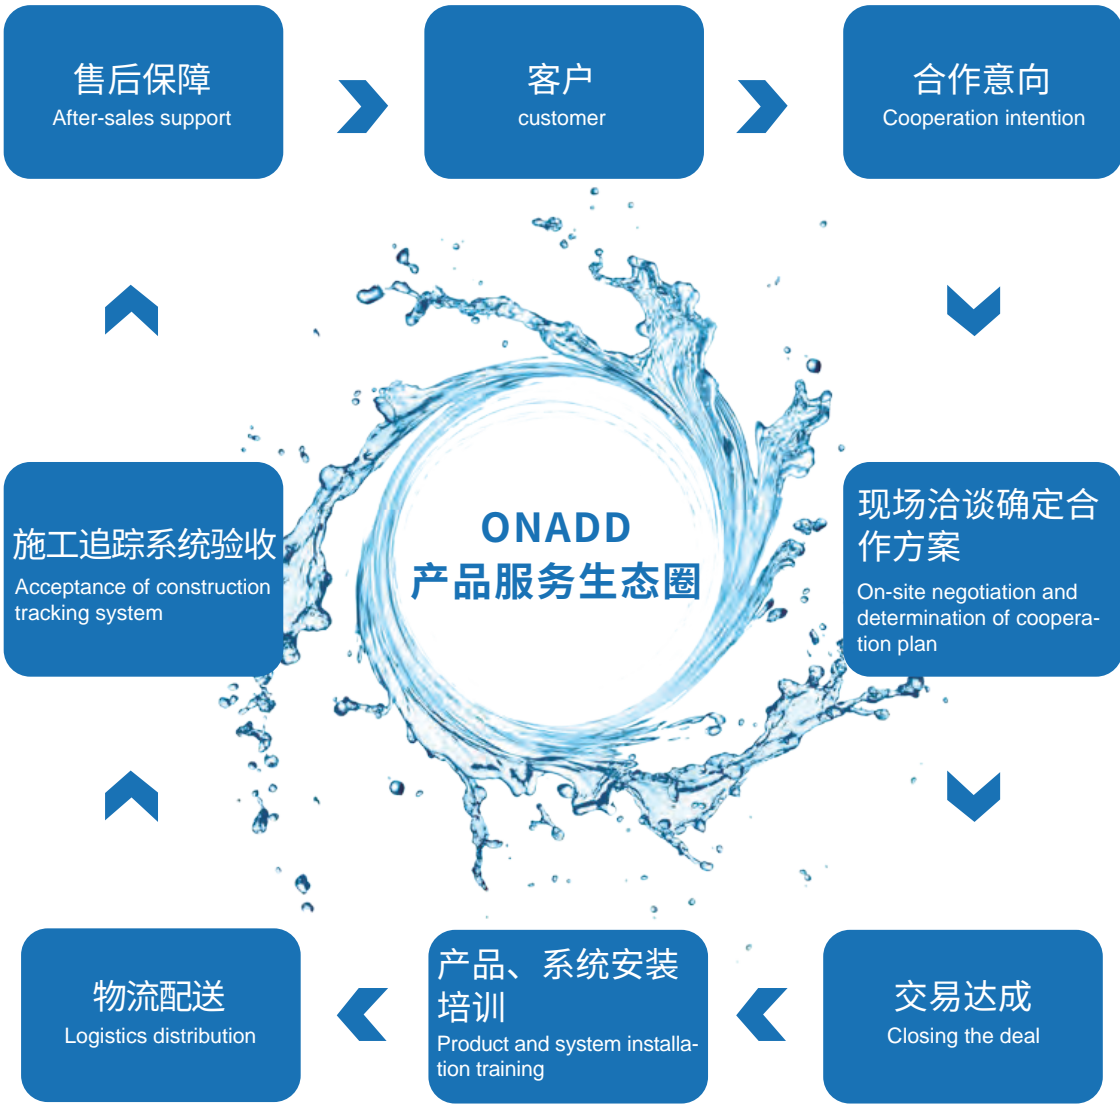 售后保障
After-sales support
客户
customer
合作意向
Cooperation intention
施工追踪系统验收
Acceptance of construction
tracking system
ONADD
产品服务生态圈
现场洽谈确定合
作方案
On-site negotiation and
determination of coopera-
tion plan
物流配送
Logistics distribution
产品、系统安装
培训
Product and system installa-
tion training
交易达成
Closing the deal